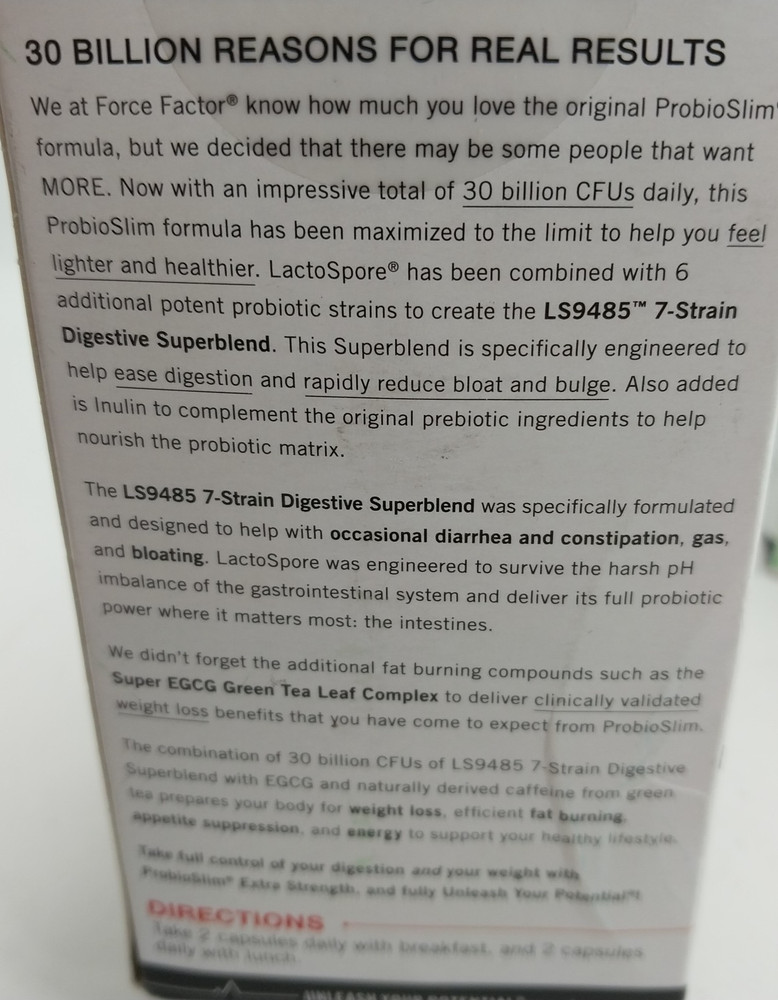 30 BILLION REASONS FOR REAL RESULTS
We at Force Factor® know how much you love the original ProbioSlim®
formula, but we decided that there may be some people that want
MORE. Now with an impressive total of 30 billion CFUs daily, this
ProbioSlim formula has been maximized to the limit to help you feel
lighter and healthier. LactoSpore® has been combined with 6
additional potent probiotic strains to create the LS9485™ 7-Strain
Digestive Superblend. This Superblend is specifically engineered to
help ease digestion and rapidly reduce bloat and bulge. Also added
is Inulin to complement the original prebiotic ingredients to help
nourish the probiotic matrix.
The LS9485 7-Strain Digestive Superblend was specifically formulated
and designed to help with occasional diarrhea and constipation, gas,
and bloating. LactoSpore was engineered to survive the harsh pH
imbalance of the gastrointestinal system and deliver its full probiotic
power where it matters most: the intestines.
We didn't forget the additional fat burning compounds such as the
Super EGCG Green Tea Leaf Complex to deliver clinically validated
weight loss benefits that you have come to expect from ProbioSlim.
The combination of 30 billion CFUs of LS9485 7-Strain Digestive
Superblend with EGCG and naturally derived caffeine from green
tea prepares your body for weight loss, efficient fat burning,
appetite suppression, and energy to support your healthy lifestyle.
Take full control of your digestion and your weight with
ProbioSlim® Extra Strength, and fully Unleash Your Potential®!
DIRECTIONS
Take 2 capsules daily with breakfast, and 2 capsules
daily with lunch.
UNLEASH YOUR POTENTIAL®